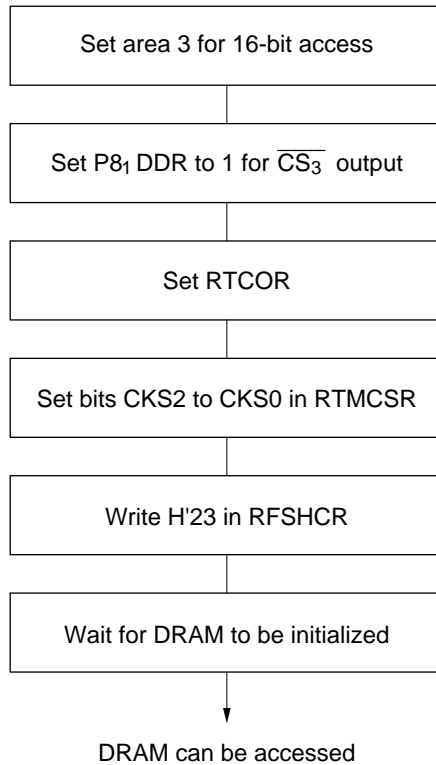 Set area 3 for 16-bit access
Set P8₁ DDR to 1 for C̅S̅₃̅ output
Set RTCOR
Set bits CKS2 to CKS0 in RTMCSR
Write H'23 in RFSHCR
Wait for DRAM to be initialized
DRAM can be accessed